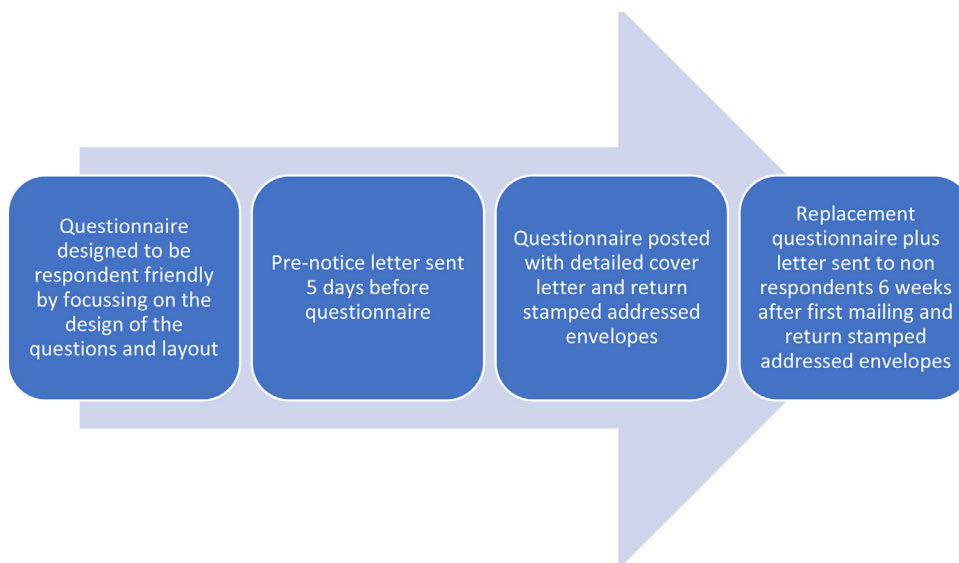 Questionnaire
designed to be
respondent friendly
by focussing on the
design of the
questions and layout
Pre-notice letter sent
5 days before
questionnaire
Questionnaire posted
with detailed cover
letter and return
stamped addressed
envelopes
Replacement
questionnaire plus
letter sent to non
respondents 6 weeks
after first mailing and
return stamped
addressed envelopes